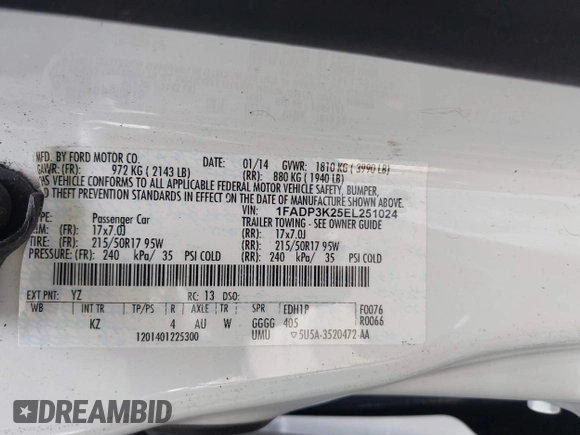 MFD. BY FORD MOTOR CO. DATE: 01/14 GVWR: 1810 KG ( 3990 LB)
GAWR: (FR): 972 KG ( 2143 LB) (RR): 880 KG ( 1940 LB)
THIS VEHICLE CONFORMS TO ALL APPLICABLE FEDERAL MOTOR VEHICLE SAFETY, BUMPER,
AND THEFT PREVENTION STANDARDS IN EFFECT ON THE DATE OF MANUFACTURE SHOWN ABOVE.
VIN: 1FADP3K25EL251024
TYPE: Passenger Car TRAILER TOWING - SEE OWNER GUIDE
RIM: (FR): 17x7.0J (RR): 17x7.0J
TIRE: (FR): 215/50R17 95W (RR): 215/50R17 95W
PRESSURE: (FR) 240 kPa/ 35 PSI COLD (RR): 240 kPa/ 35 PSI COLD
EXT PNT: YZ RC: 13 DSO: F0076
WB INT TR TP/PS R AXLE TR SPR EDH1P R0066
KZ 4 AU W GGGG 405
1201401225300 UMU 5U5A-3520472-AA
DREAMBID